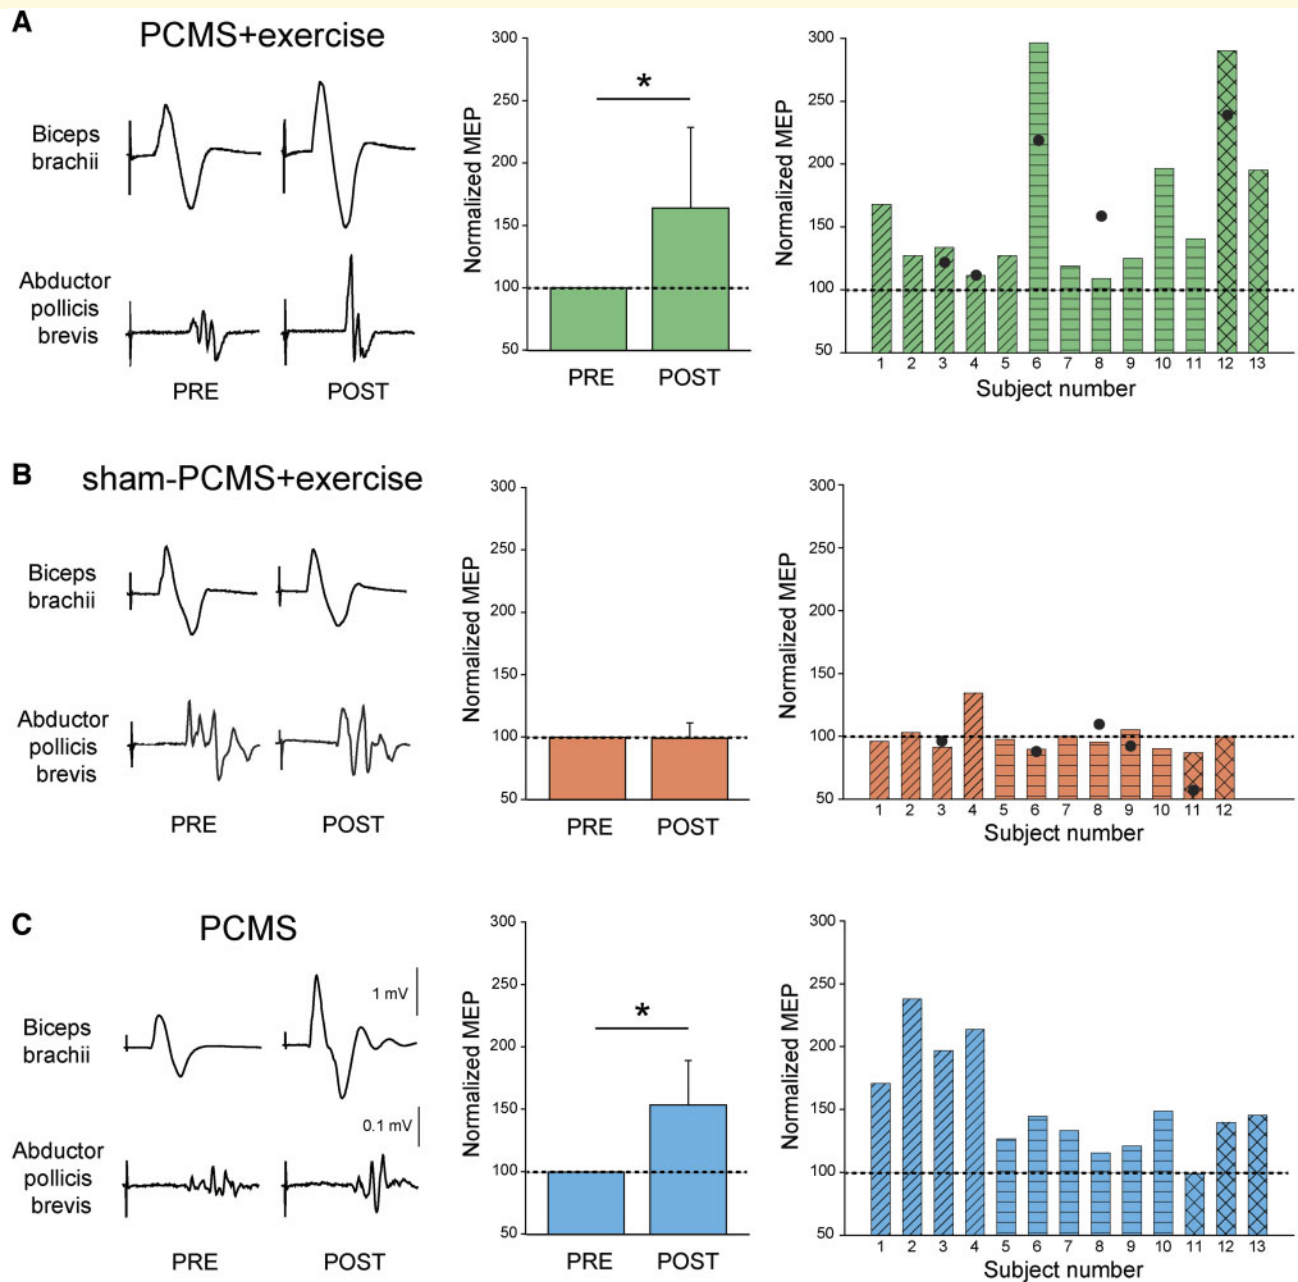 A
PCMS+exercise
Biceps
brachii
Abductor
pollicis
brevis
PRE
POST
Normalized MEP
300
250
200
150
100
50
*
PRE
POST
Normalized MEP
300
250
200
150
100
50
1 2 3 4 5 6 7 8 9 10 11 12 13
Subject number
B
sham-PCMS+exercise
Biceps
brachii
Abductor
pollicis
brevis
PRE
POST
Normalized MEP
300
250
200
150
100
50
PRE
POST
Normalized MEP
300
250
200
150
100
50
1 2 3 4 5 6 7 8 9 10 11 12
Subject number
C
PCMS
Biceps
brachii
1 mV
Abductor
pollicis
brevis
0.1 mV
PRE
POST
Normalized MEP
300
250
200
150
100
50
*
PRE
POST
Normalized MEP
300
250
200
150
100
50
1 2 3 4 5 6 7 8 9 10 11 12 13
Subject number